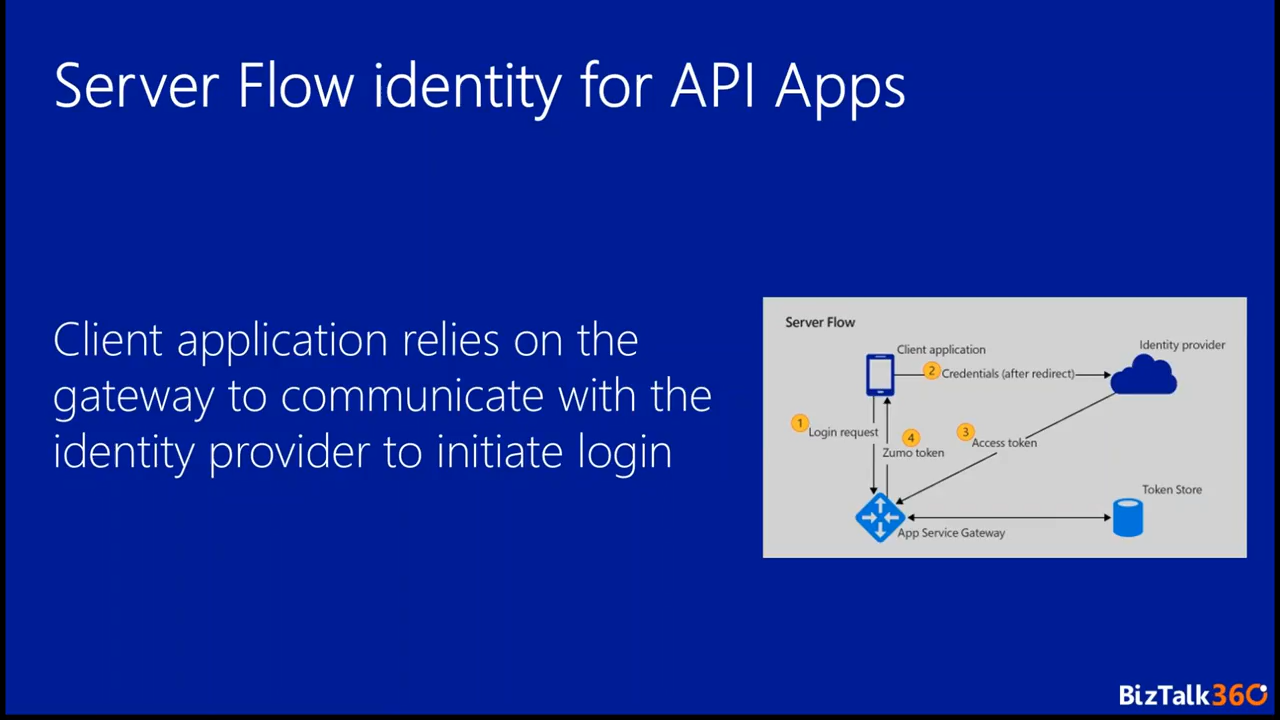 Server Flow identity for API Apps
Client application relies on the
gateway to communicate with the
identity provider to initiate login
Server Flow
Client application
Identity provider
2 Credentials (after redirect)
1 Login request
4 Zumo token
3 Access token
Token Store
App Service Gateway
BizTalk360